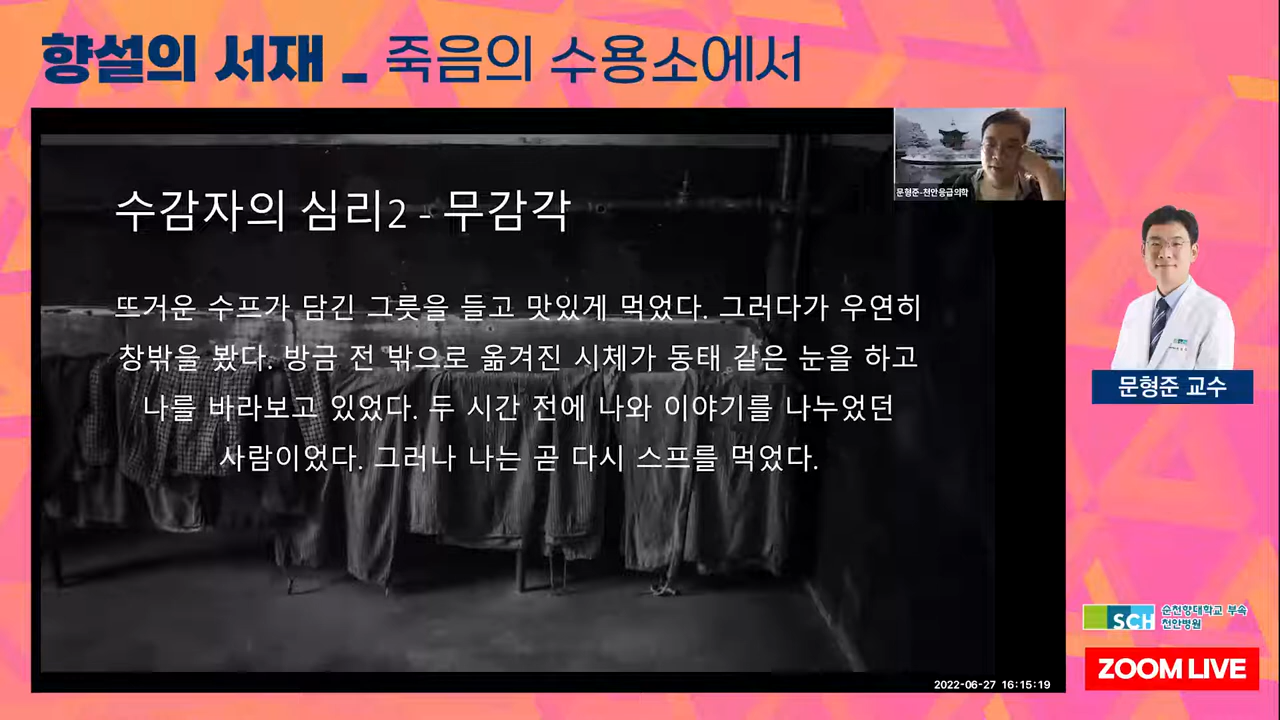 향설의 서재 _ 죽음의 수용소에서
문형준-천안응급의학
수감자의 심리2 - 무감각
뜨거운 수프가 담긴 그릇을 들고 맛있게 먹었다. 그러다가 우연히
창밖을 봤다. 방금 전 밖으로 옮겨진 시체가 동태 같은 눈을 하고
나를 바라보고 있었다. 두 시간 전에 나와 이야기를 나누었던
사람이었다. 그러나 나는 곧 다시 스프를 먹었다.
문형준 교수
SCH 순천향대학교 부속
천안병원
ZOOM LIVE
2022-06-27 16:15:19